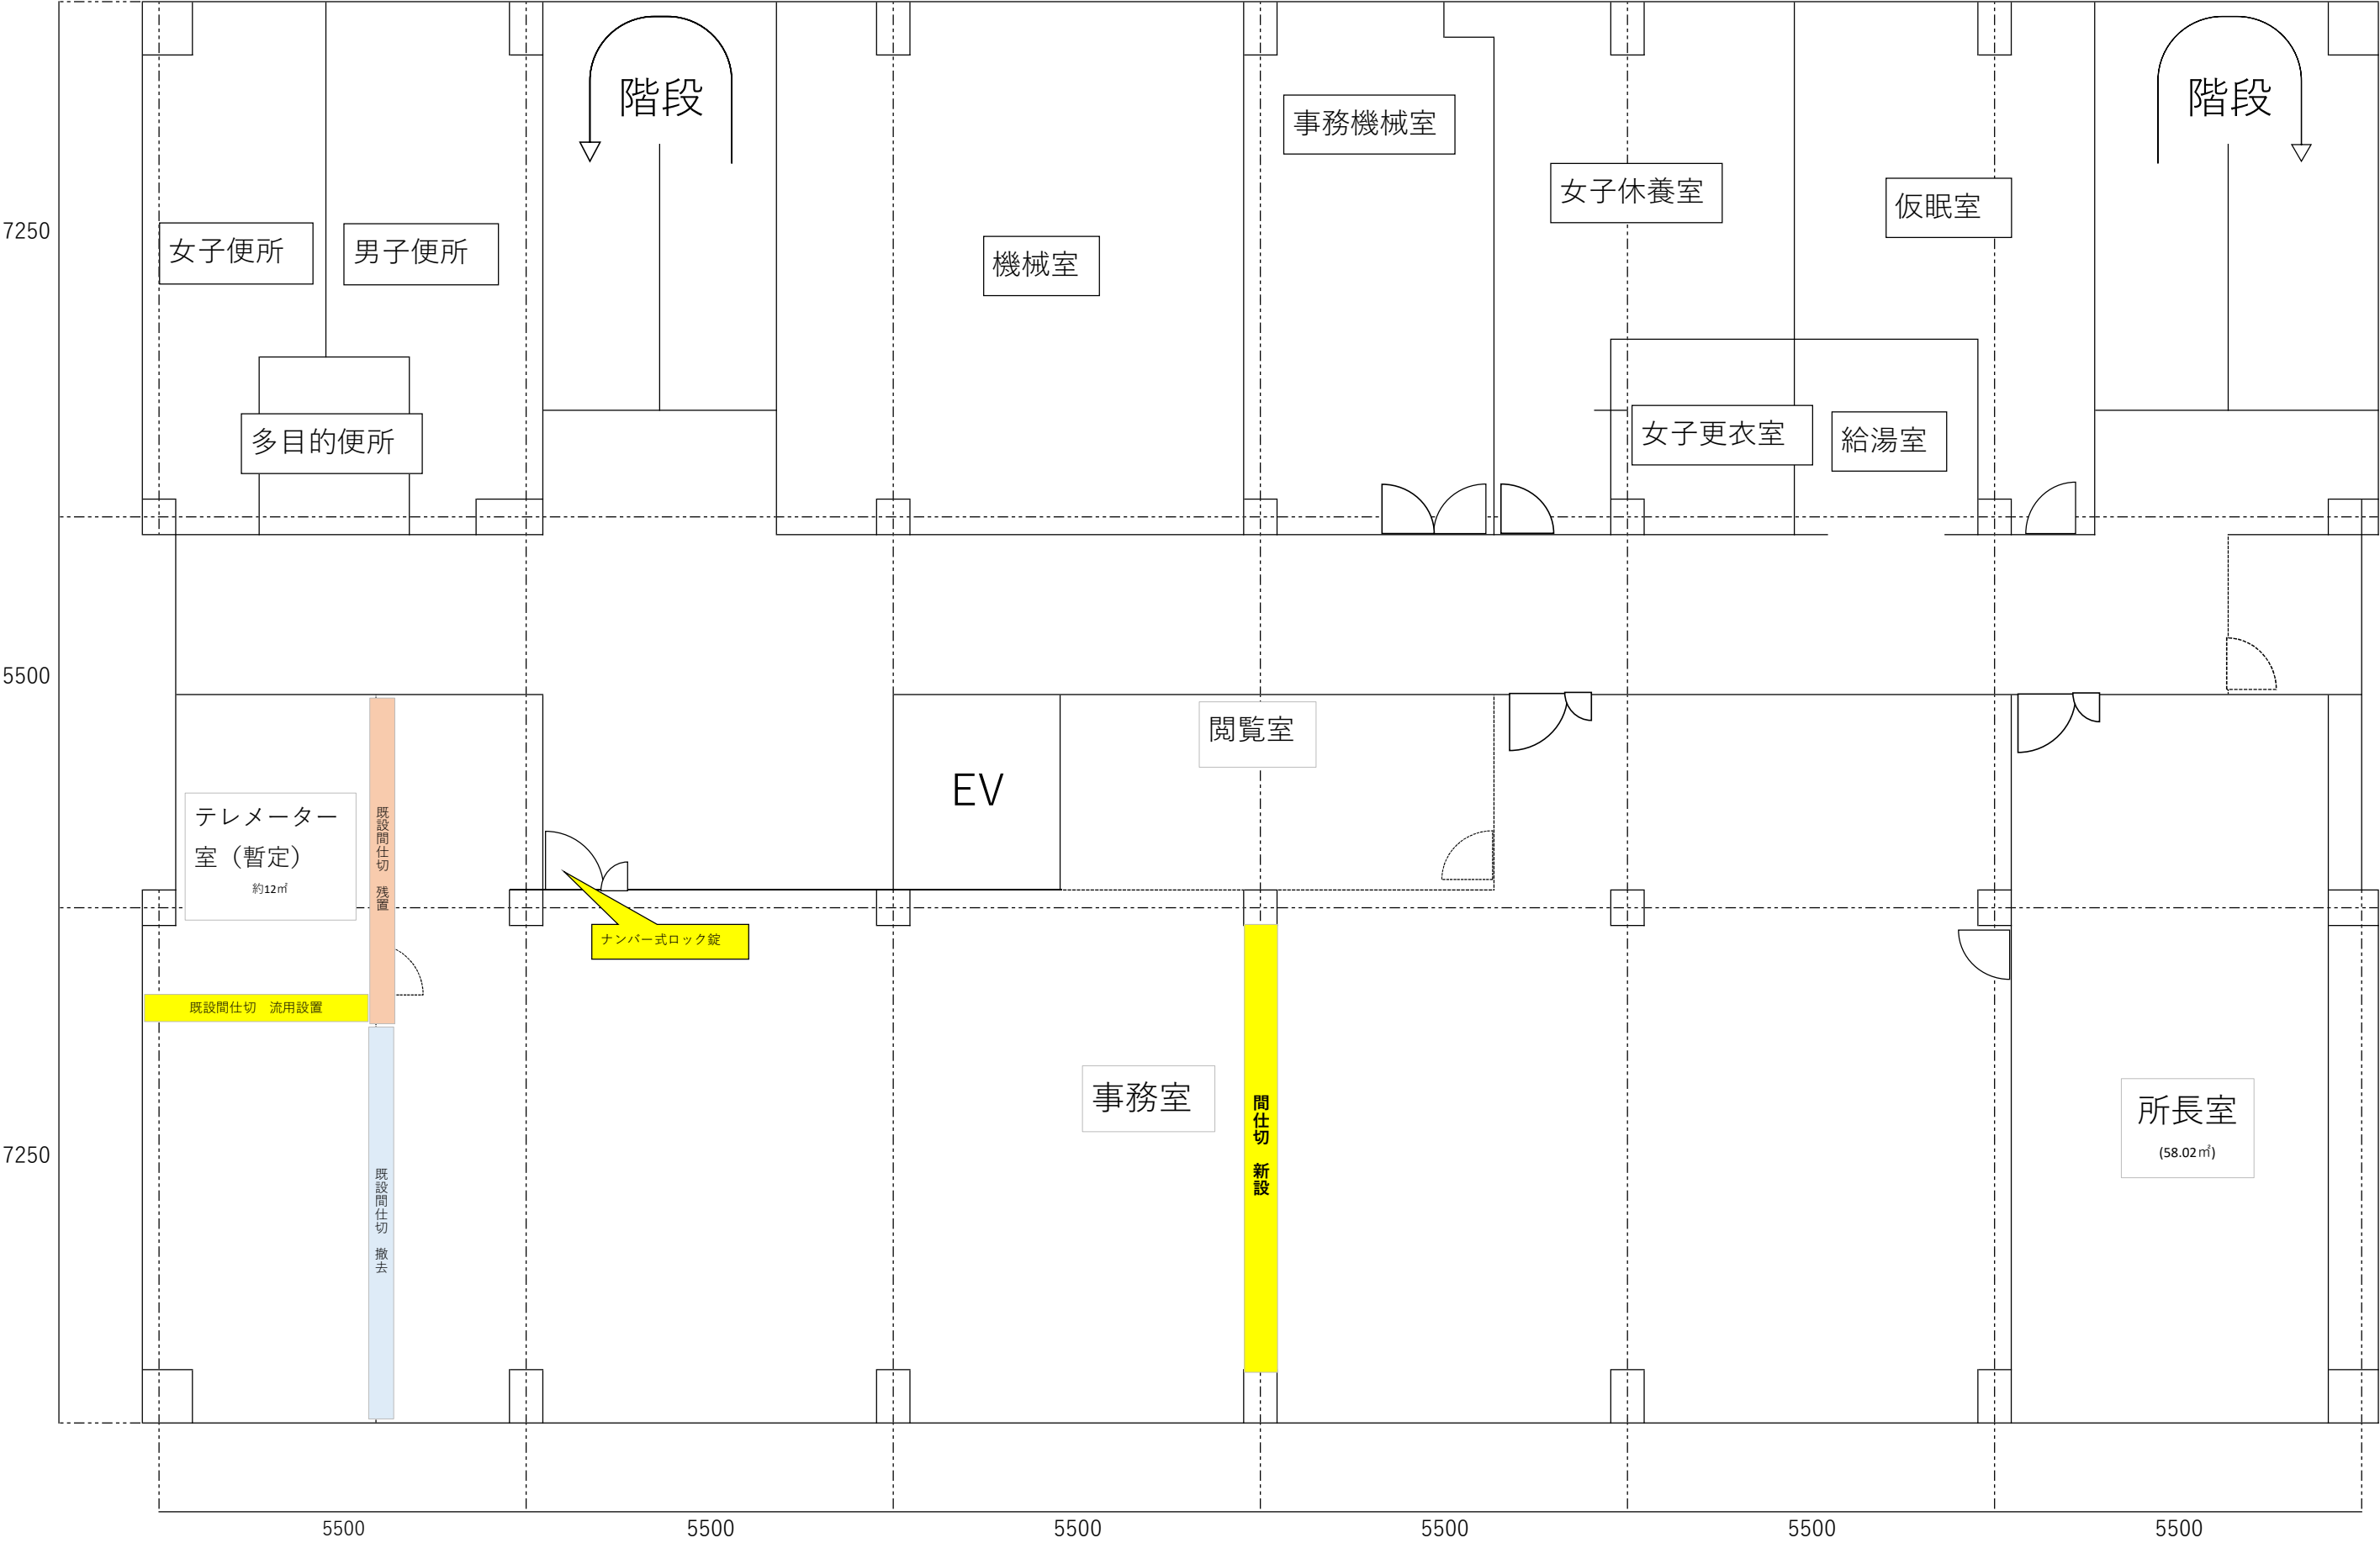 階段
階段
事務機械室
女子休養室
仮眠室
7250
女子便所
男子便所
機械室
多目的便所
女子更衣室
給湯室
5500
閲覧室
EV
テレメーター
室（暫定）
約12㎡
既設間仕切　残置
ナンバー式ロック錠
既設間仕切　流用設置
事務室
間仕切　新設
所長室
(58.02㎡)
7250
既設間仕切　撤去
5500
5500
5500
5500
5500
5500